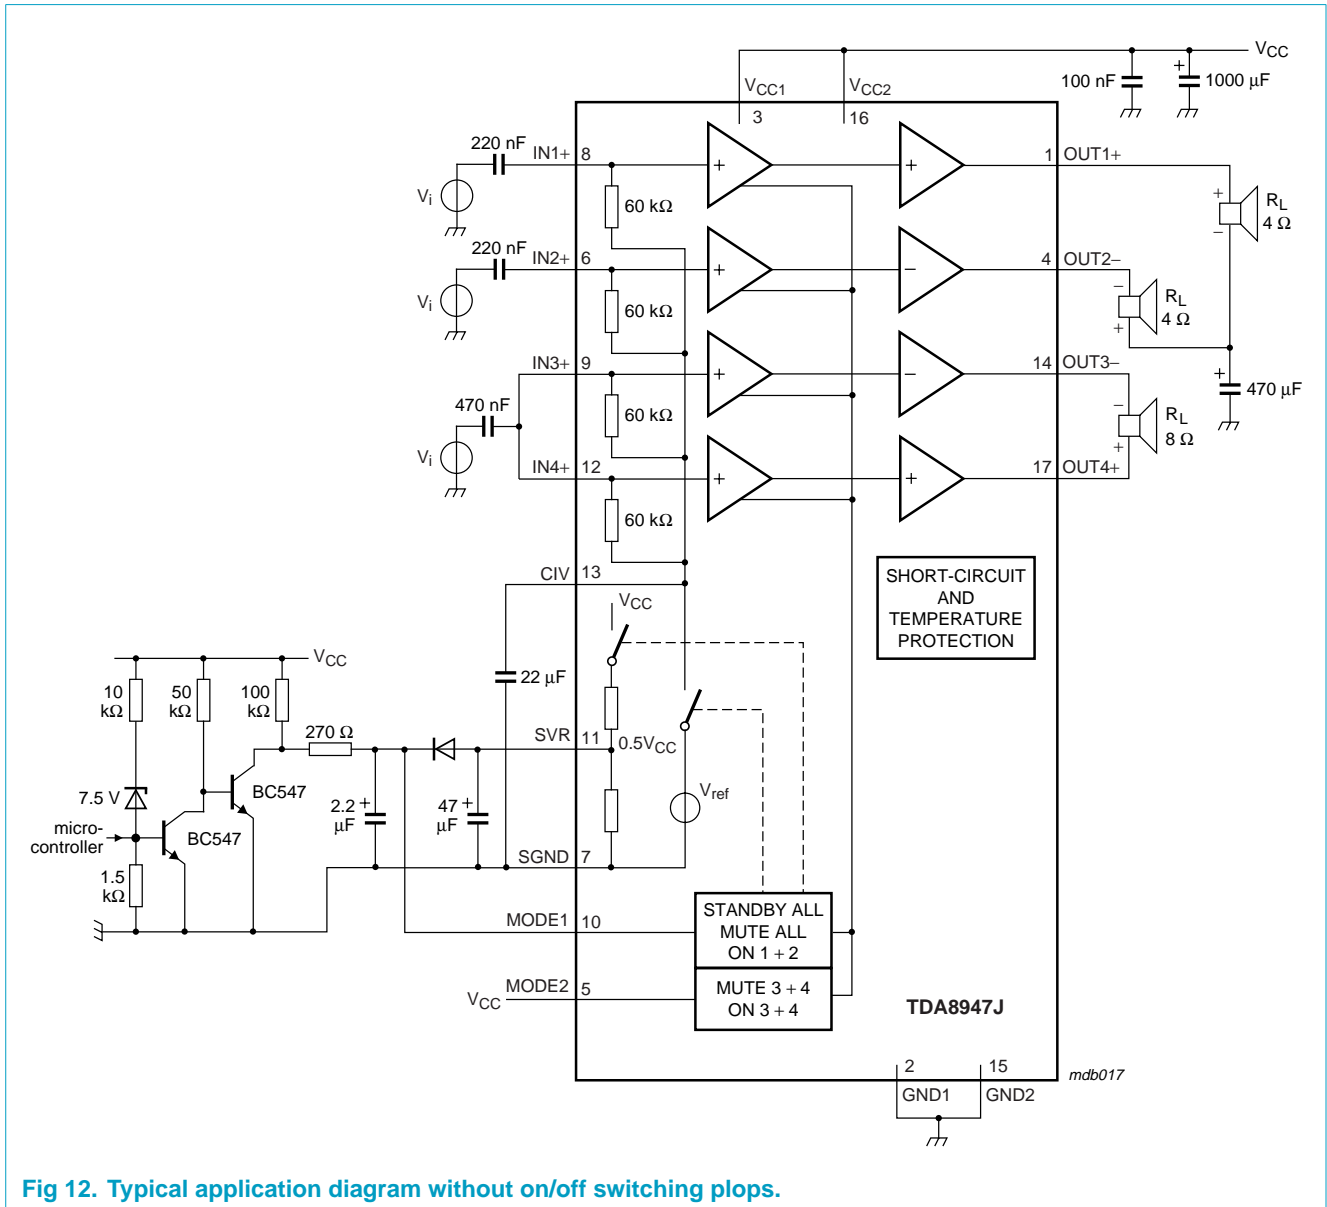 VCC
100 nF
+
1000 µF
VCC1
VCC2
3
16
220 nF
IN1+
8
+
+
1
OUT1+
Vi
60 kΩ
+
−
RL
4 Ω
220 nF
IN2+
6
+
−
4
OUT2−
Vi
60 kΩ
−
+
RL
4 Ω
IN3+
9
+
−
14
OUT3−
470 nF
60 kΩ
+
470 µF
−
+
RL
8 Ω
Vi
IN4+
12
+
+
17
OUT4+
60 kΩ
CIV
13
SHORT-CIRCUIT
AND
TEMPERATURE
PROTECTION
VCC
VCC
22 µF
10
kΩ
50
kΩ
100
kΩ
270 Ω
SVR
11
0.5VCC
7.5 V
BC547
Vref
micro-
controller
BC547
2.2
µF
+
47
µF
+
SGND
7
1.5
kΩ
MODE1
10
STANDBY ALL
MUTE ALL
ON 1 + 2
VCC
MODE2
5
MUTE 3 + 4
ON 3 + 4
TDA8947J
2
15
GND1
GND2
mdb017
Fig 12. Typical application diagram without on/off switching plops.